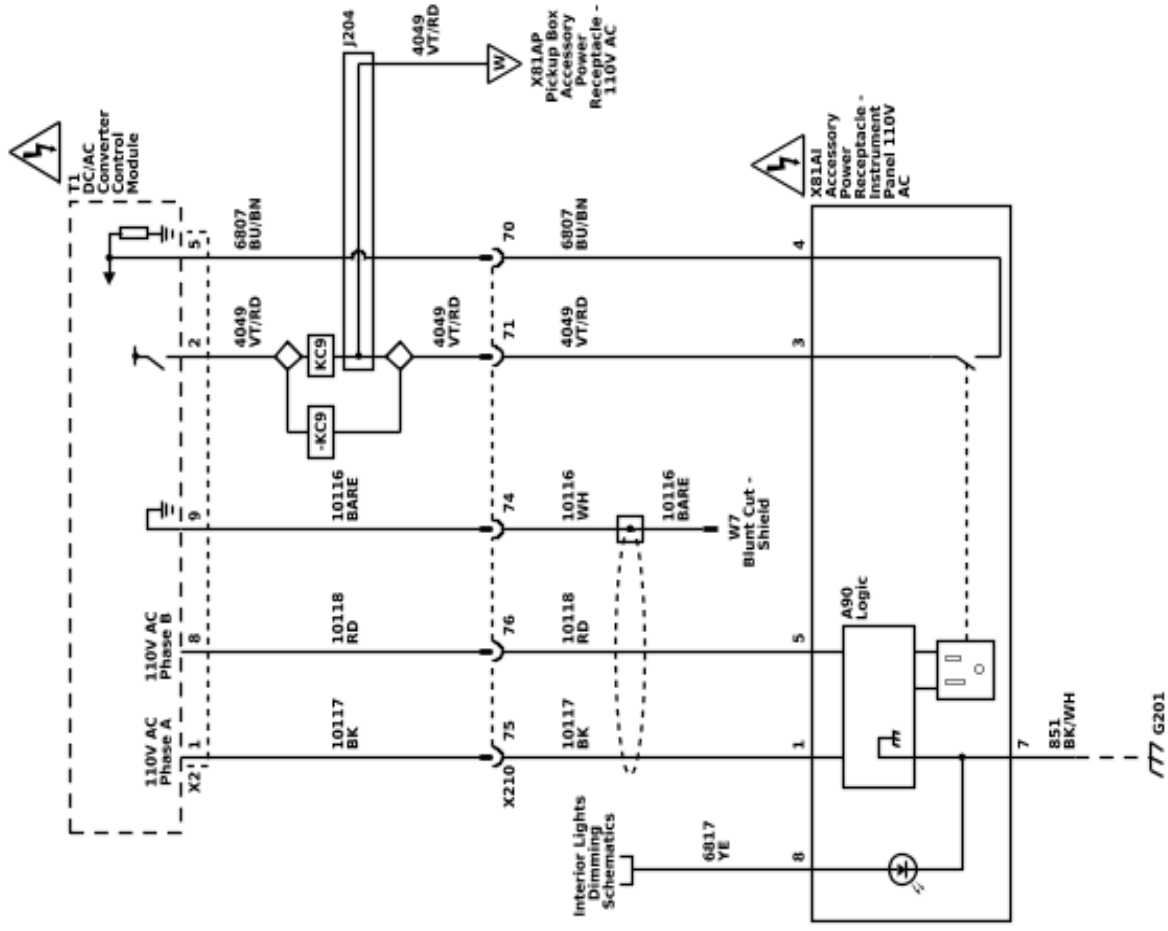 T1
DC/AC
Converter
Control
Module
110V AC
Phase A
110V AC
Phase B
X2
1
8
9
2
5
10117
BK
10118
RD
10116
BARE
4049
VT/RD
6807
BU/BN
-KC9
KC9
J204
4049
VT/RD
4049
VT/RD
W
X81AP
Pickup Box
Accessory
Power
Receptacle -
110V AC
X210
75
76
74
71
70
Interior Lights
Dimming
Schematics
6817
YE
10117
BK
10118
RD
10116
WH
10116
BARE
W7
Blunt Cut -
Shield
4049
VT/RD
6807
BU/BN
X81AI
Accessory
Power
Receptacle -
Instrument
Panel 110V
AC
8
1
5
3
4
A90
Logic
7
851
BK/WH
G201